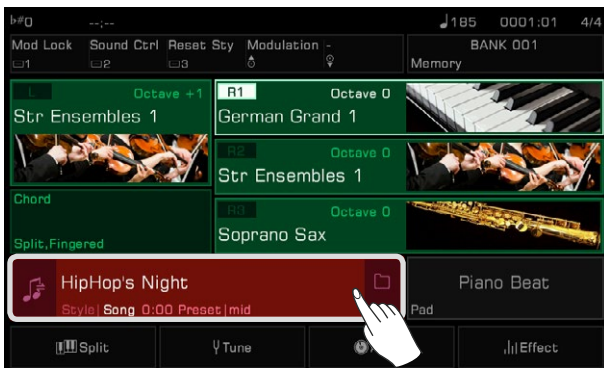 b#0 --;-- ♩185 0001:01 4/4
Mod Lock Sound Ctrl Reset Sty Modulation - BANK 001
1 2 3 Memory
L Octave +1
Str Ensembles 1
R1 Octave 0
German Grand 1
R2 Octave 0
Str Ensembles 1
Chord
Split,Fingered
R3 Octave 0
Soprano Sax
HipHop's Night
Style| Song 0:00 Preset|mid
Piano Beat
Pad
Split Tune Effect